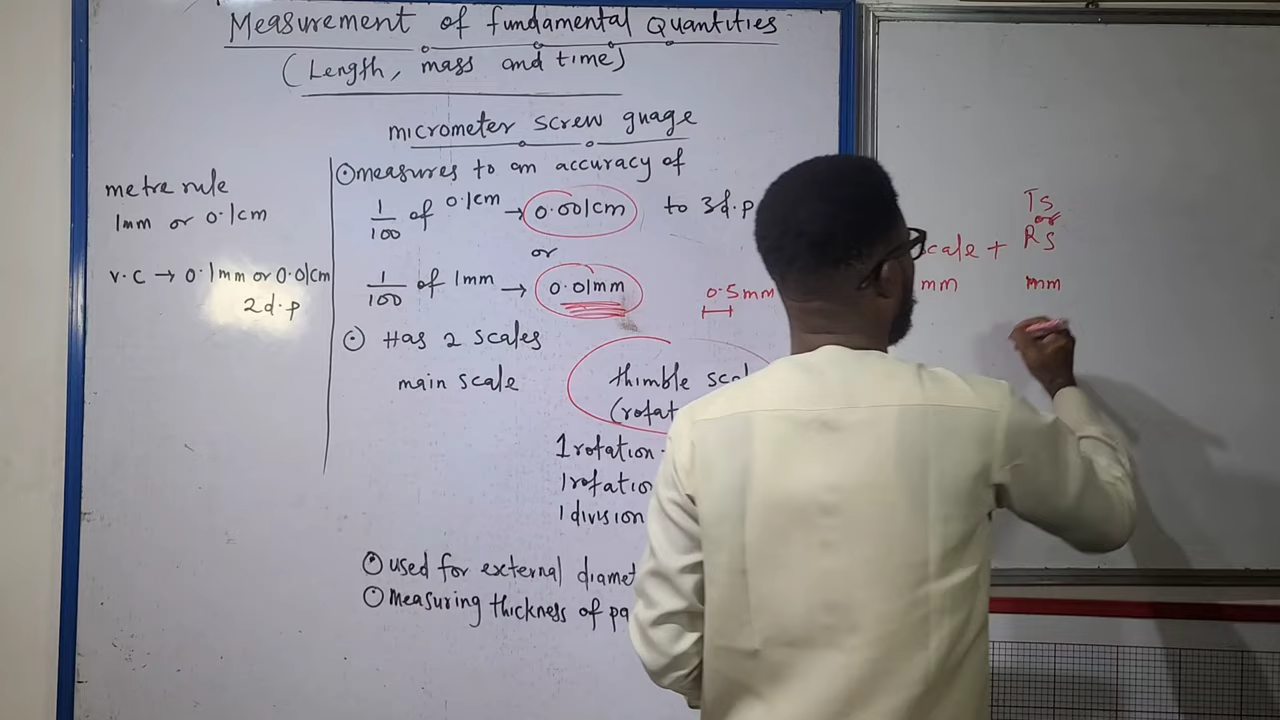 Measurement of fundamental Quantities
(Length, mass and time)
micrometer screw guage
metre rule
1mm or 0.1cm
v.c → 0.1mm or 0.01cm
2d.p
⊙measures to an accuracy of
1/100 of 0.1cm → 0.001cm to 3d.p
or
1/100 of 1mm → 0.01mm
0.5mm
⊙ Has 2 scales
main scale
thimble
1 rotation
1 rotatio
1 division
⊙ used for external
⊙ measuring thickness of
+ Ts
or
RS
mm mm